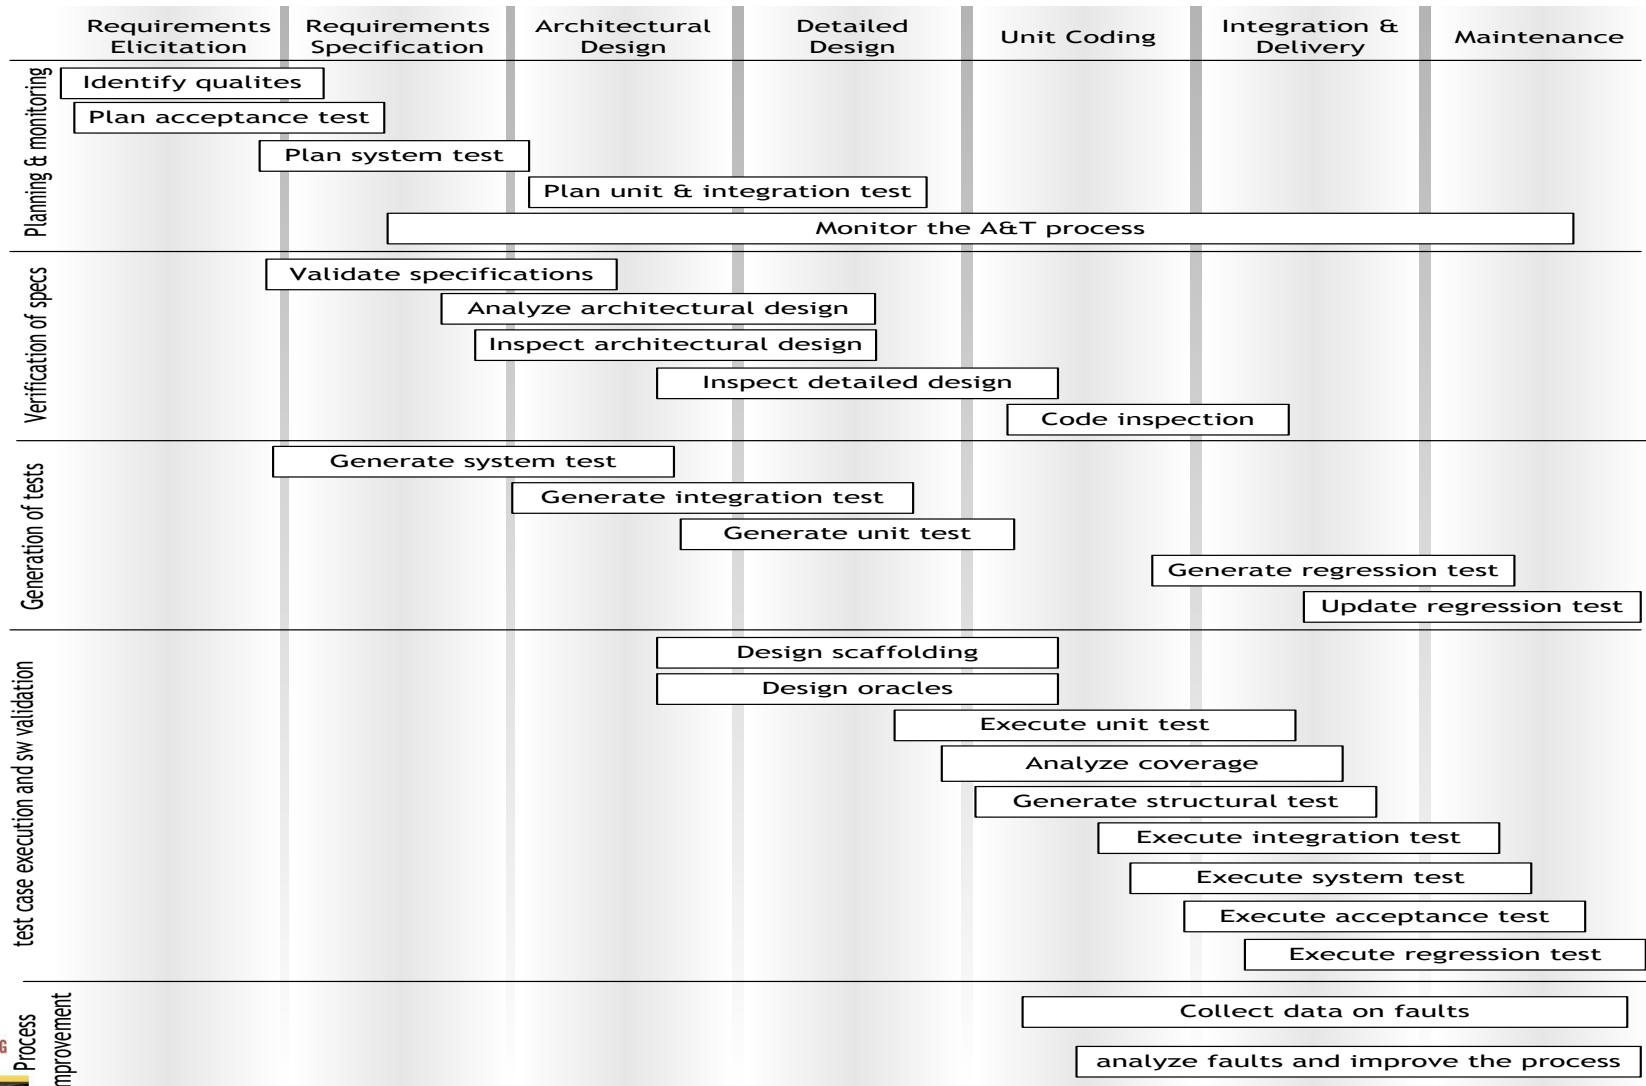 Requirements
Elicitation
Requirements
Specification
Architectural
Design
Detailed
Design
Unit Coding
Integration &
Delivery
Maintenance
Planning & monitoring
Identify qualites
Plan acceptance test
Plan system test
Plan unit & integration test
Monitor the A&T process
Verification of specs
Validate specifications
Analyze architectural design
Inspect architectural design
Inspect detailed design
Code inspection
Generation of tests
Generate system test
Generate integration test
Generate unit test
Generate regression test
Update regression test
test case execution and sw validation
Design scaffolding
Design oracles
Execute unit test
Analyze coverage
Generate structural test
Execute integration test
Execute system test
Execute acceptance test
Execute regression test
Process
mprovement
Collect data on faults
analyze faults and improve the process
G